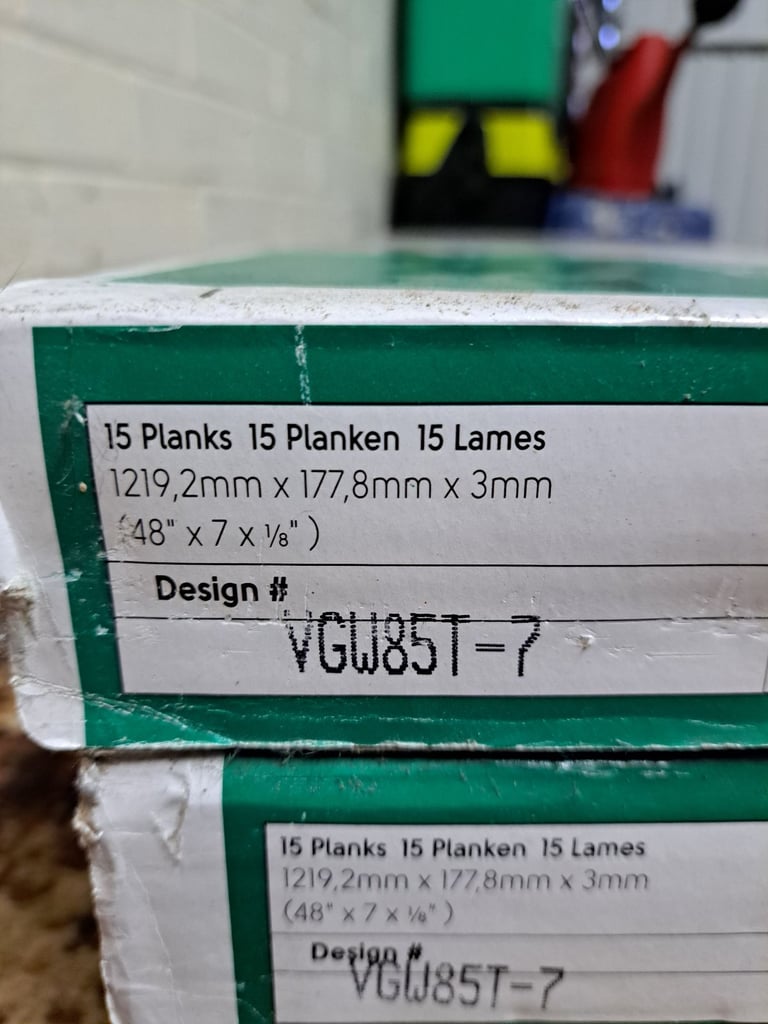 15 Planks 15 Planken 15 Lames
1219,2mm x 177,8mm x 3mm
(48" x 7 x ⅛" )
Design #
VGW85T-7
15 Planks 15 Planken 15 Lames
1219,2mm x 177,8mm x 3mm
(48" x 7 x ⅛" )
Design #
VGW85T-7